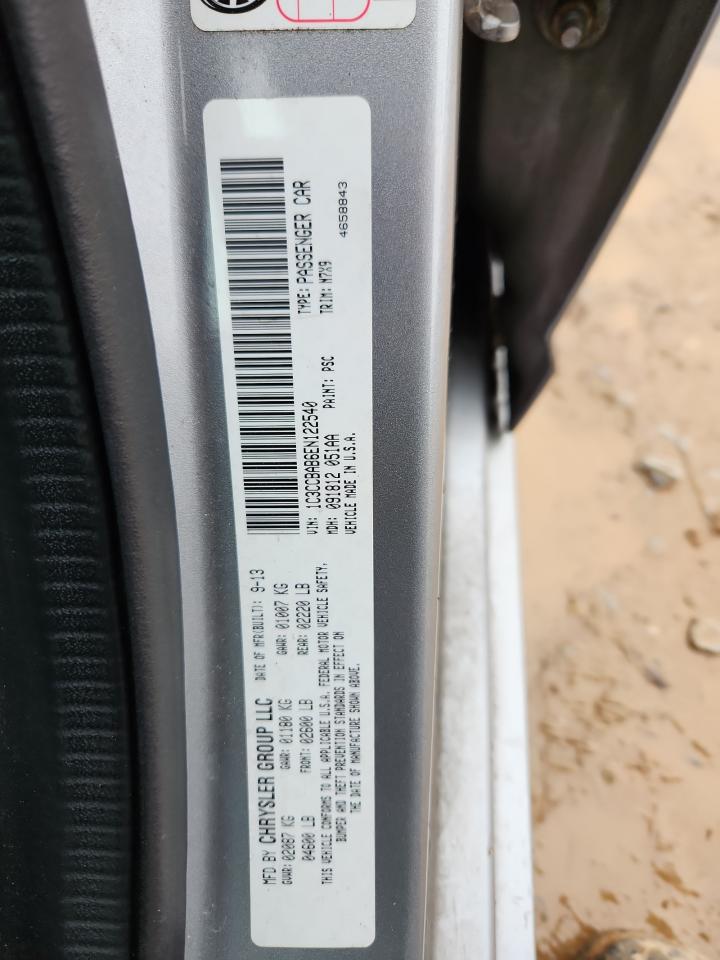 MFD BY CHRYSLER GROUP LLC DATE OF MFR(BUILT): 9-13
GVWR: 02087 KG GAWR: 01180 KG GAWR: 01007 KG
04600 LB FRONT: 02600 LB REAR: 02220 LB
THIS VEHICLE CONFORMS TO ALL APPLICABLE U.S.A. FEDERAL MOTOR VEHICLE SAFETY,
BUMPER AND THEFT PREVENTION STANDARDS IN EFFECT ON
THE DATE OF MANUFACTURE SHOWN ABOVE.
VIN: 1C3CCBAB6EN122540 TYPE: PASSENGER CAR
MDH: 091812 051AA PAINT: PSC TRIM: M7X9
VEHICLE MADE IN U.S.A. 4658843